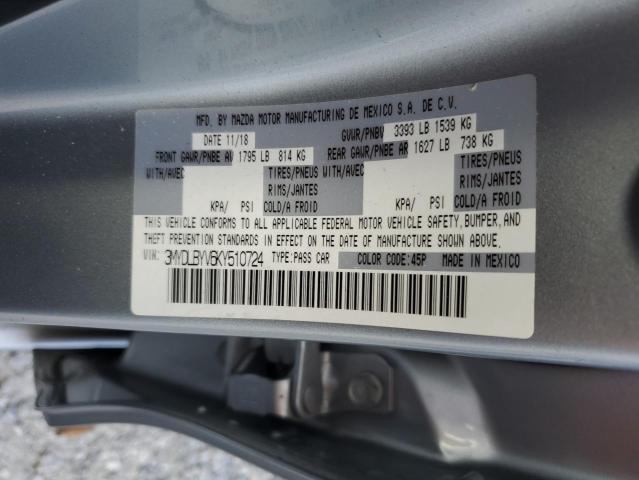 MFD. BY MAZDA MOTOR MANUFACTURING DE MEXICO S.A. DE C.V.
DATE 11/18 GVWR/PNBV 3393 LB 1539 KG
FRONT GAWR/PNBE AV 1795 LB 814 KG REAR GAWR/PNBE AR 1627 LB 738 KG
WITH/AVEC TIRES/PNEUS WITH/AVEC TIRES/PNEUS
RIMS/JANTES RIMS/JANTES
KPA/ PSI COLD/A FROID KPA/ PSI COLD/A FROID
THIS VEHICLE CONFORMS TO ALL APPLICABLE FEDERAL MOTOR VEHICLE SAFETY, BUMPER, AND
THEFT PREVENTION STANDARDS IN EFFECT ON THE DATE OF MANUFACTURE SHOWN ABOVE.
VIN: 3MYDLBYV6KY510724 TYPE:PASS CAR COLOR CODE:45P MADE IN MEXICO